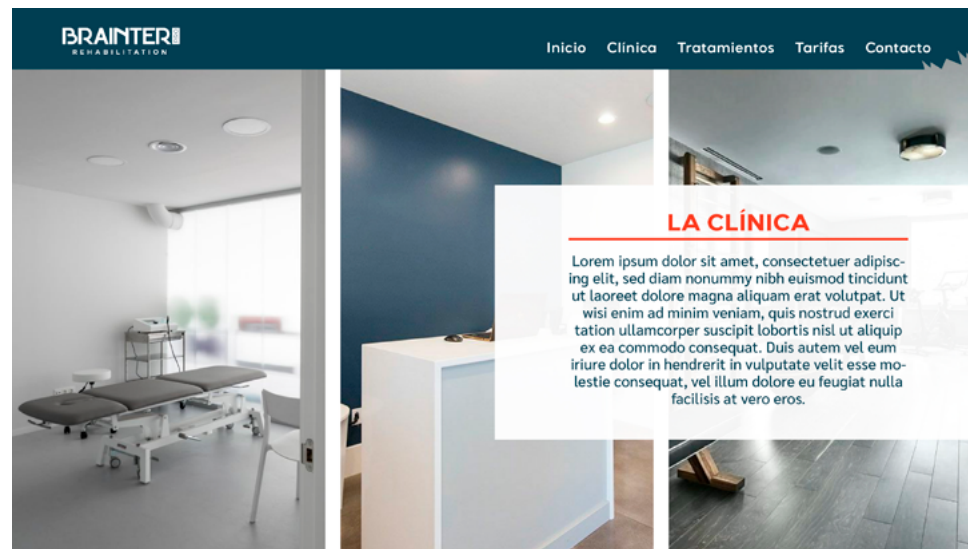 BRAINTER
REHABILITATION
Inicio Clínica Tratamientos Tarifas Contacto
LA CLÍNICA
Lorem ipsum dolor sit amet, consectetuer adipisc-
ing elit, sed diam nonummy nibh euismod tincidunt
ut laoreet dolore magna aliquam erat volutpat. Ut
wisi enim ad minim veniam, quis nostrud exerci
tation ullamcorper suscipit lobortis nisl ut aliquip
ex ea commodo consequat. Duis autem vel eum
iriure dolor in hendrerit in vulputate velit esse mo-
lestie consequat, vel illum dolore eu feugiat nulla
facilisis at vero eros.